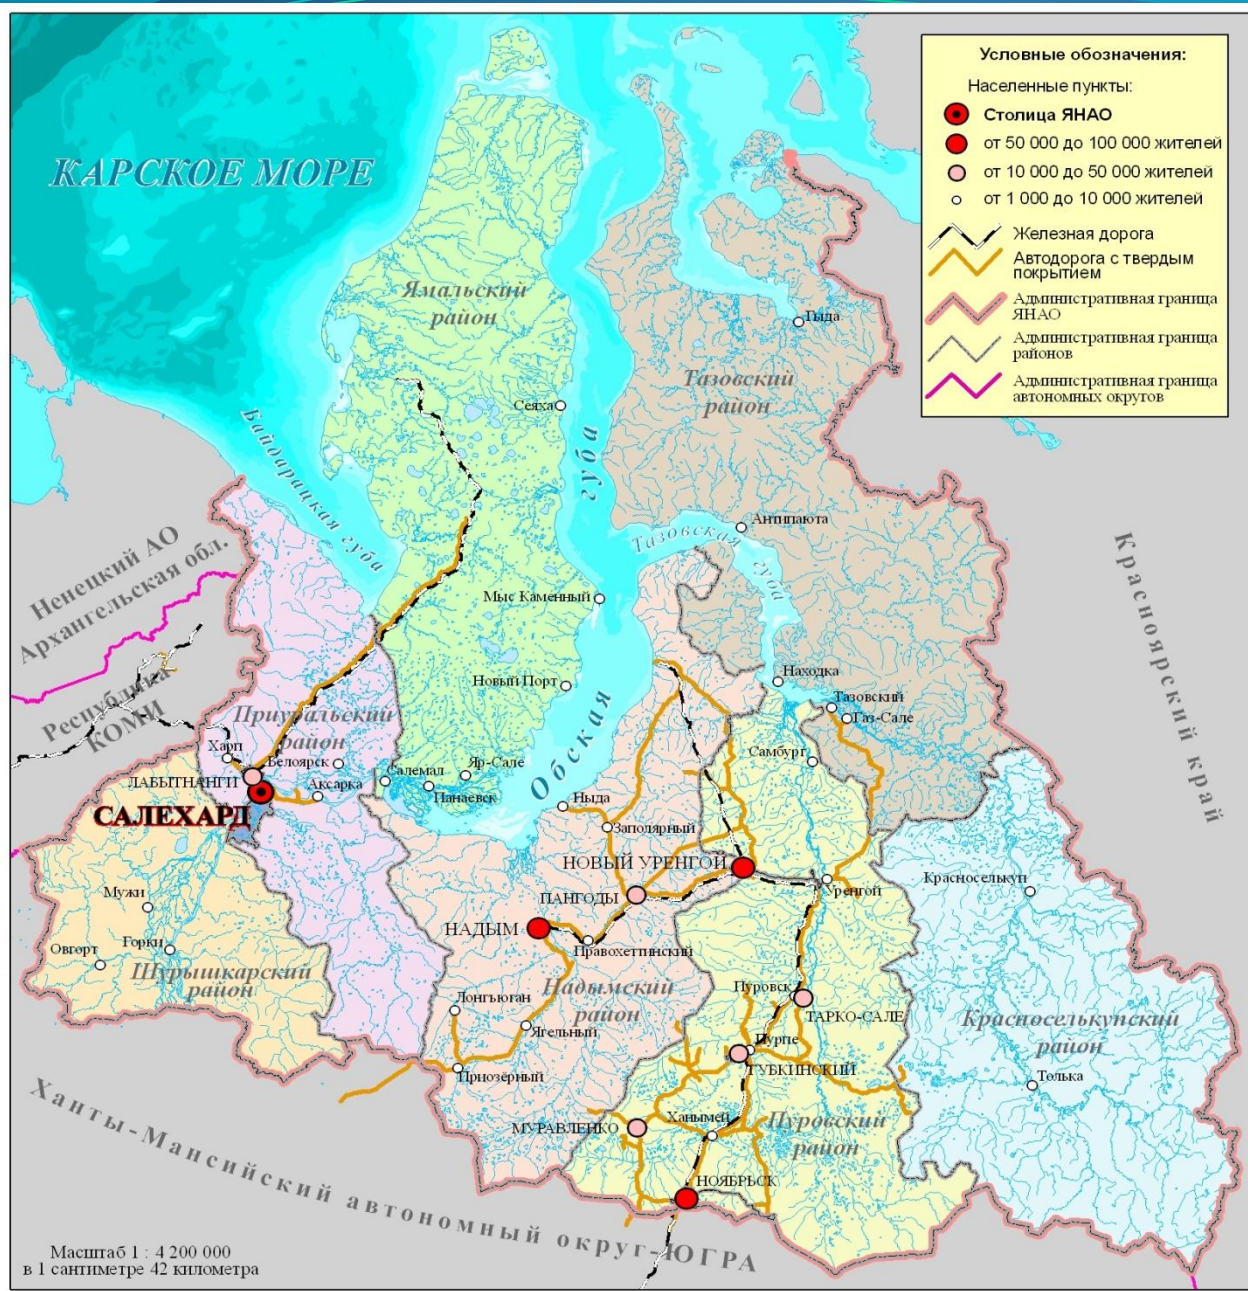 Условные обозначения:
Населенные пункты:
Столица ЯНАО
от 50 000 до 100 000 жителей
от 10 000 до 50 000 жителей
от 1 000 до 10 000 жителей
Железная дорога
Автодорога с твердым
покрытием
Административная граница
ЯНАО
Административная граница
районов
Административная граница
автономных округов
КАРСКОЕ МОРЕ
Ямальский
район
Гыда
Тазовский
район
Сеяха
Байдарацкая губа
Обская губа
Тазовская губа
Антипаюта
Ненецкий АО
Архангельская обл.
Красноярский край
Мыс Каменный
Республика
КОМИ
Новый Порт
Находка
Тазовский
Газ-Сале
Приуральский
район
Харп
Белоярск
ЛАБЫТНАНГИ
Аксарка
Салемал
Яр-Сале
Панаевск
Самбург
САЛЕХАРД
Ныда
Заполярный
НОВЫЙ УРЕНГОЙ
Уренгой
ПАНГОДЫ
Красноселькуп
Мужи
НАДЫМ
Правохеттинский
Горки
Овгорт
Шурышкарский
район
Надымский
район
Лонгъюган
Ягельный
Приозерный
Пуровск
ТАРКО-САЛЕ
Красноселькупский
район
Пурпе
ГУБКИНСКИЙ
Толька
Ханымей
МУРАВЛЕНКО
Пуровский
район
НОЯБРЬСК
Ханты-Мансийский автономный округ-ЮГРА
Масштаб 1 : 4 200 000
в 1 сантиметре 42 километра